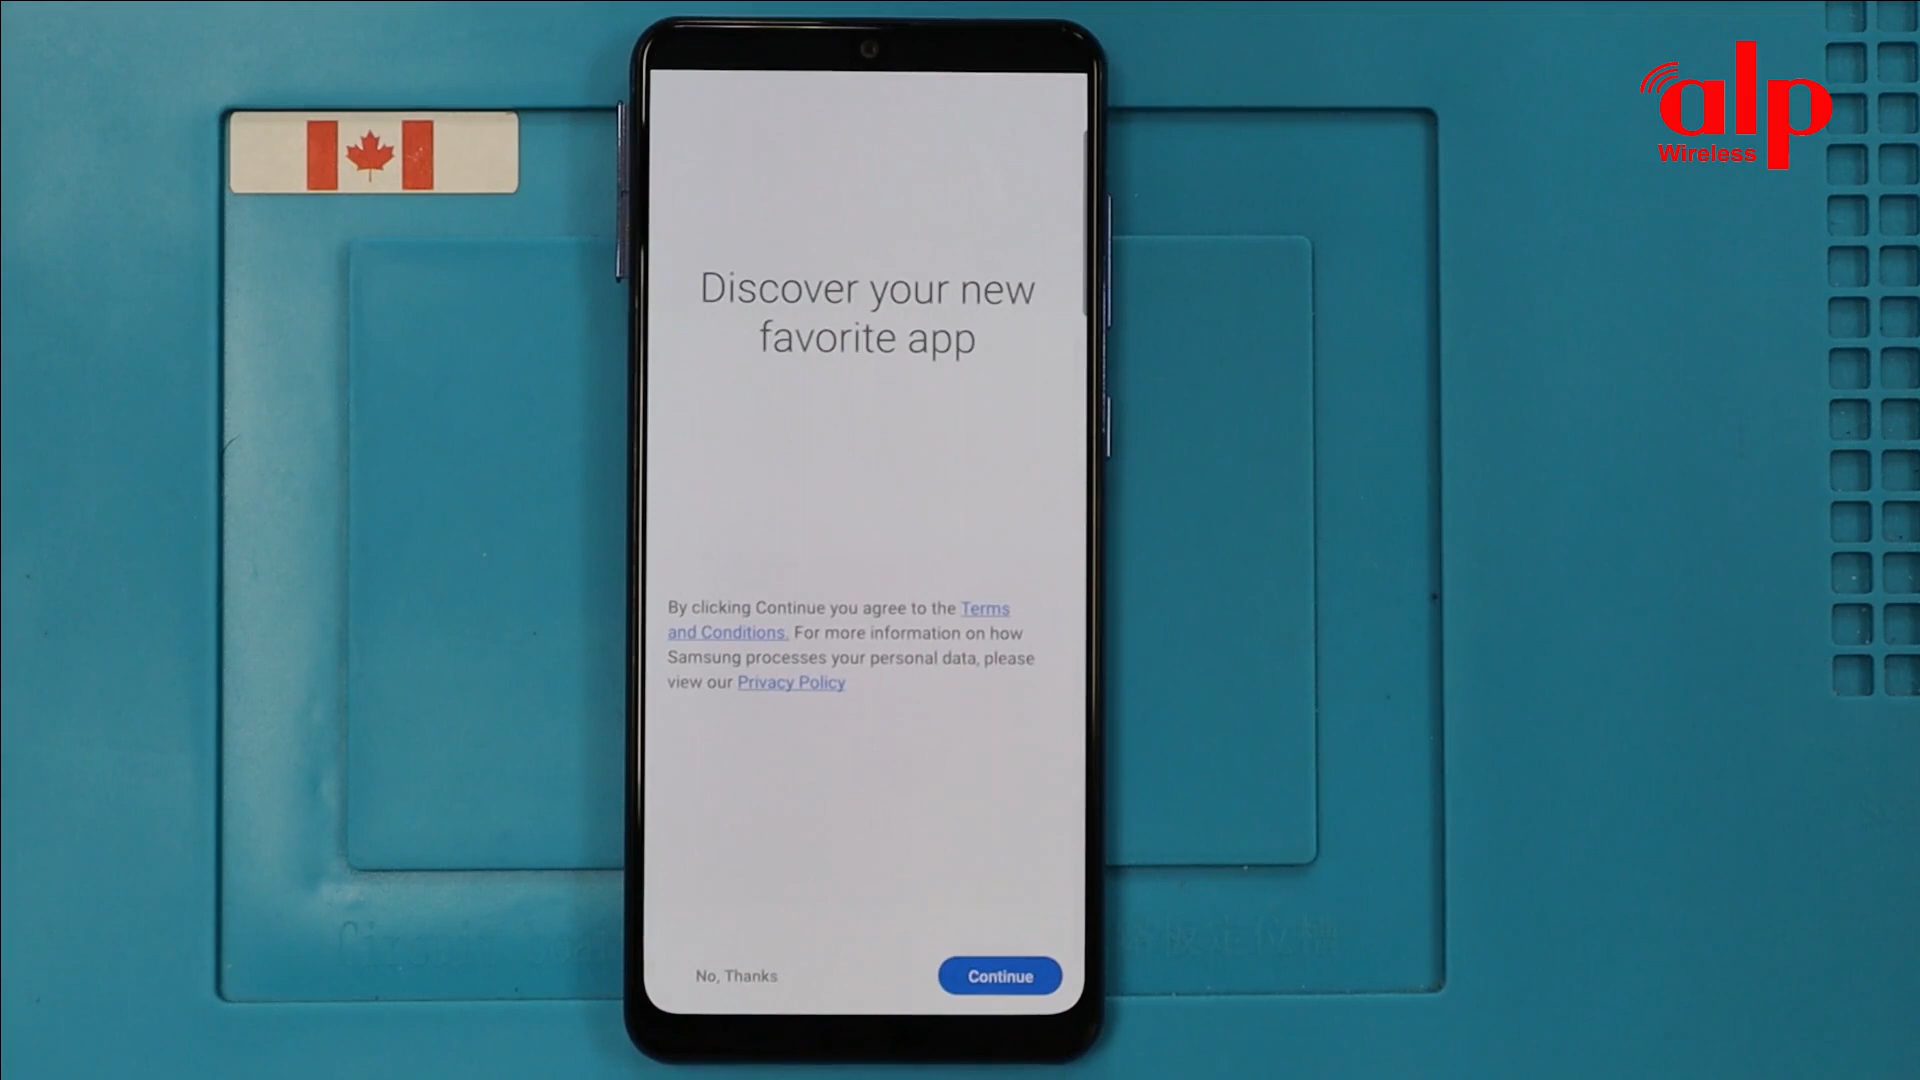 alp
Wireless
Discover your new
favorite app
By clicking Continue you agree to the Terms
and Conditions. For more information on how
Samsung processes your personal data, please
view our Privacy Policy
No, Thanks
Continue